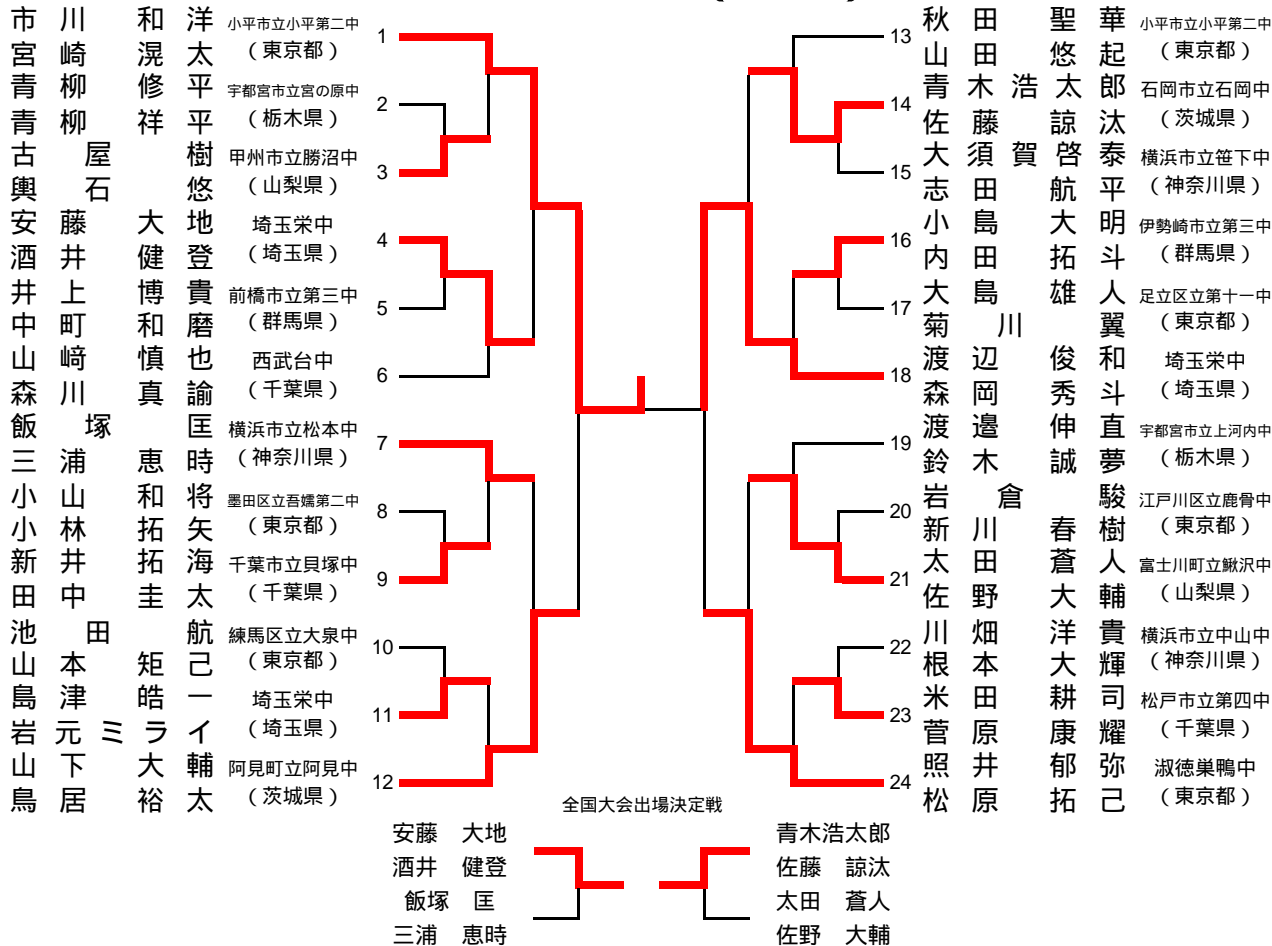 市川 和洋 小平市立小平第二中
宮崎 滉太 （東京都） 1
青柳 修平 宇都宮市立宮の原中
青柳 祥平 （栃木県） 2
古屋 樹 甲州市立勝沼中
輿石 悠 （山梨県） 3
安藤 大地 埼玉栄中
酒井 健登 （埼玉県） 4
井上 博貴 前橋市立第三中
中町 和磨 （群馬県） 5
山﨑 慎也 西武台中
森川 真諭 （千葉県） 6
飯塚 匡 横浜市立松本中
三浦 恵時 （神奈川県） 7
小山 和将 墨田区立吾嬬第二中
小林 拓矢 （東京都） 8
新井 拓海 千葉市立貝塚中
田中 圭太 （千葉県） 9
池田 航 練馬区立大泉中
山本 矩己 （東京都） 10
島津 皓一 埼玉栄中
岩元ミライ （埼玉県） 11
山下 大輔 阿見町立阿見中
鳥居 裕太 （茨城県） 12
13 秋田 聖華 小平市立小平第二中
山田 悠起 （東京都）
14 青木浩太郎 石岡市立石岡中
佐藤 諒汰 （茨城県）
15 大須賀啓泰 横浜市立笹下中
志田 航平 （神奈川県）
16 小島 大明 伊勢崎市立第三中
内田 拓斗 （群馬県）
17 大島 雄人 足立区立第十一中
菊川 翼 （東京都）
18 渡辺 俊和 埼玉栄中
森岡 秀斗 （埼玉県）
19 渡邉 伸直 宇都宮市立上河内中
鈴木 誠夢 （栃木県）
20 岩倉 駿 江戸川区立鹿骨中
新川 春樹 （東京都）
21 太田 蒼人 富士川町立鰍沢中
佐野 大輔 （山梨県）
22 川畑 洋貴 横浜市立中山中
根本 大輝 （神奈川県）
23 米田 耕司 松戸市立第四中
菅原 康耀 （千葉県）
24 照井 郁弥 淑徳巣鴨中
松原 拓己 （東京都）
全国大会出場決定戦
安藤 大地
酒井 健登
飯塚 匡
三浦 恵時
青木浩太郎
佐藤 諒汰
太田 蒼人
佐野 大輔